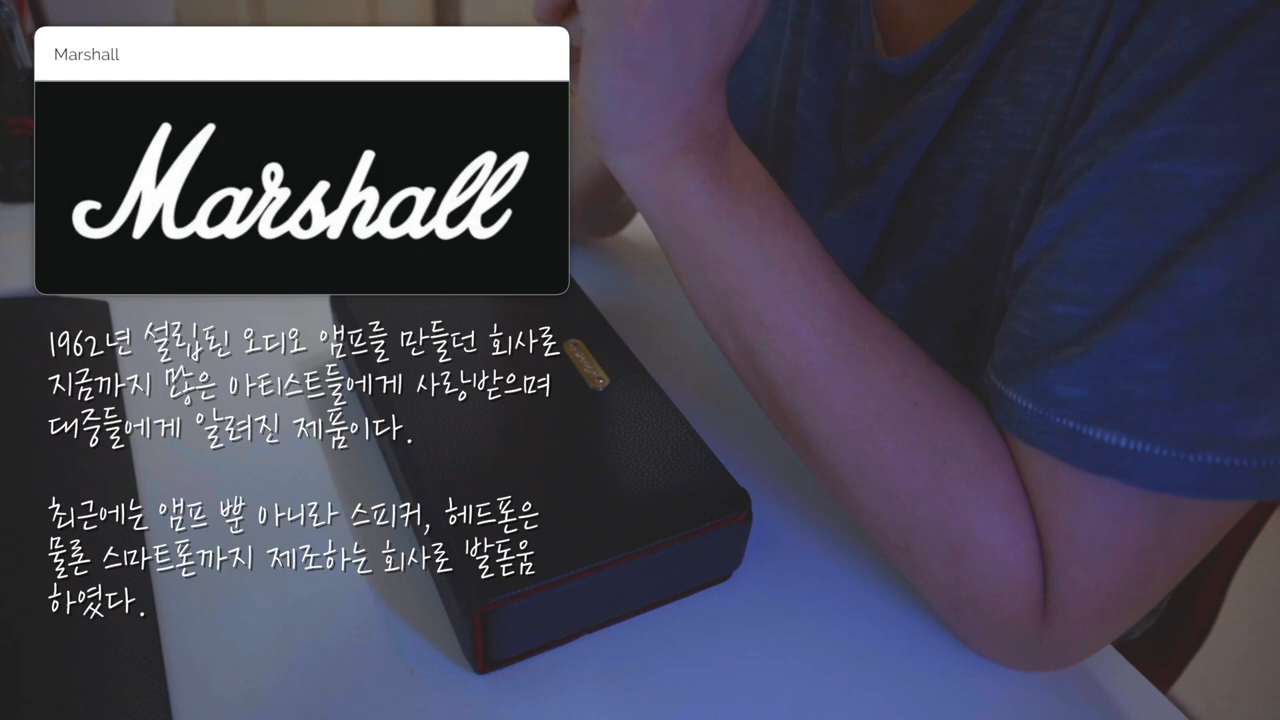 Marshall
Marshall
1962년 설립된 오디오 앰프를 만들던 회사로
지금까지 많은 아티스트들에게 사랑받으며
대중들에게 알려진 제품이다.
최근에는 앰프 뿐 아니라 스피커, 헤드폰은
물론 스마트폰까지 제조하는 회사로 발돋움
하였다.